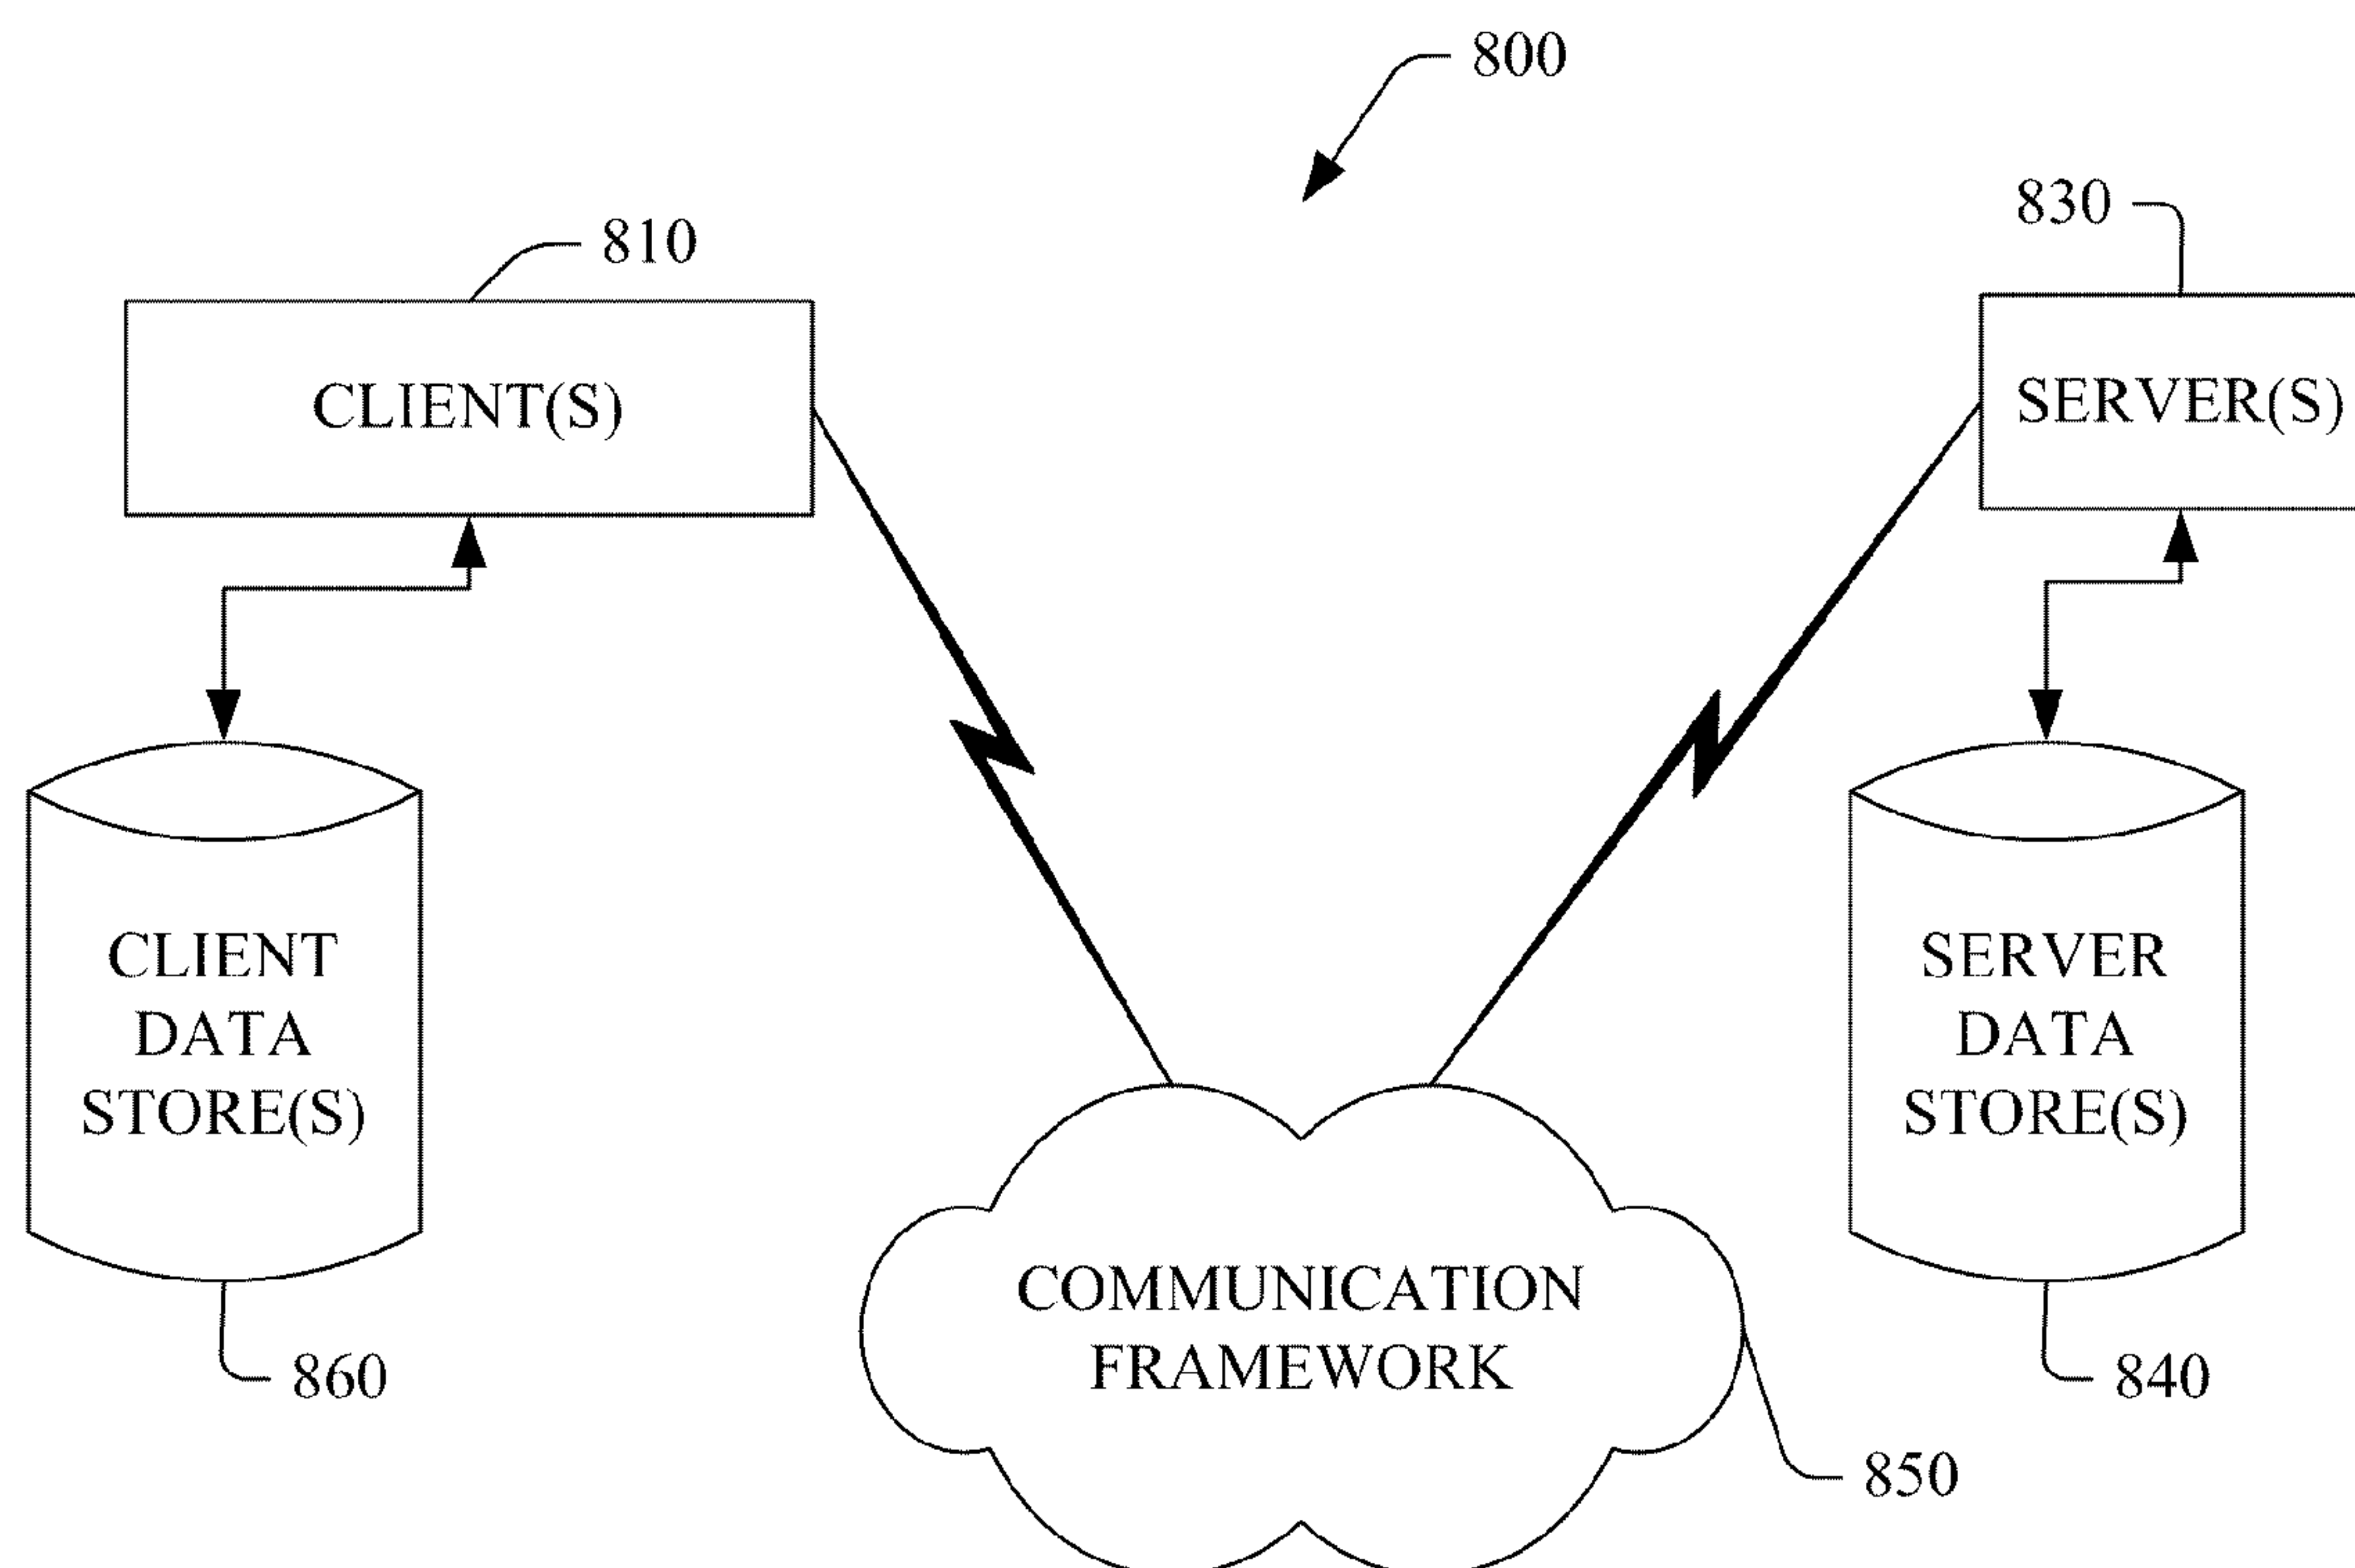 800
810
830
CLIENT(S)
SERVER(S)
CLIENT
DATA
STORE(S)
SERVER
DATA
STORE(S)
COMMUNICATION
FRAMEWORK
860
840
850